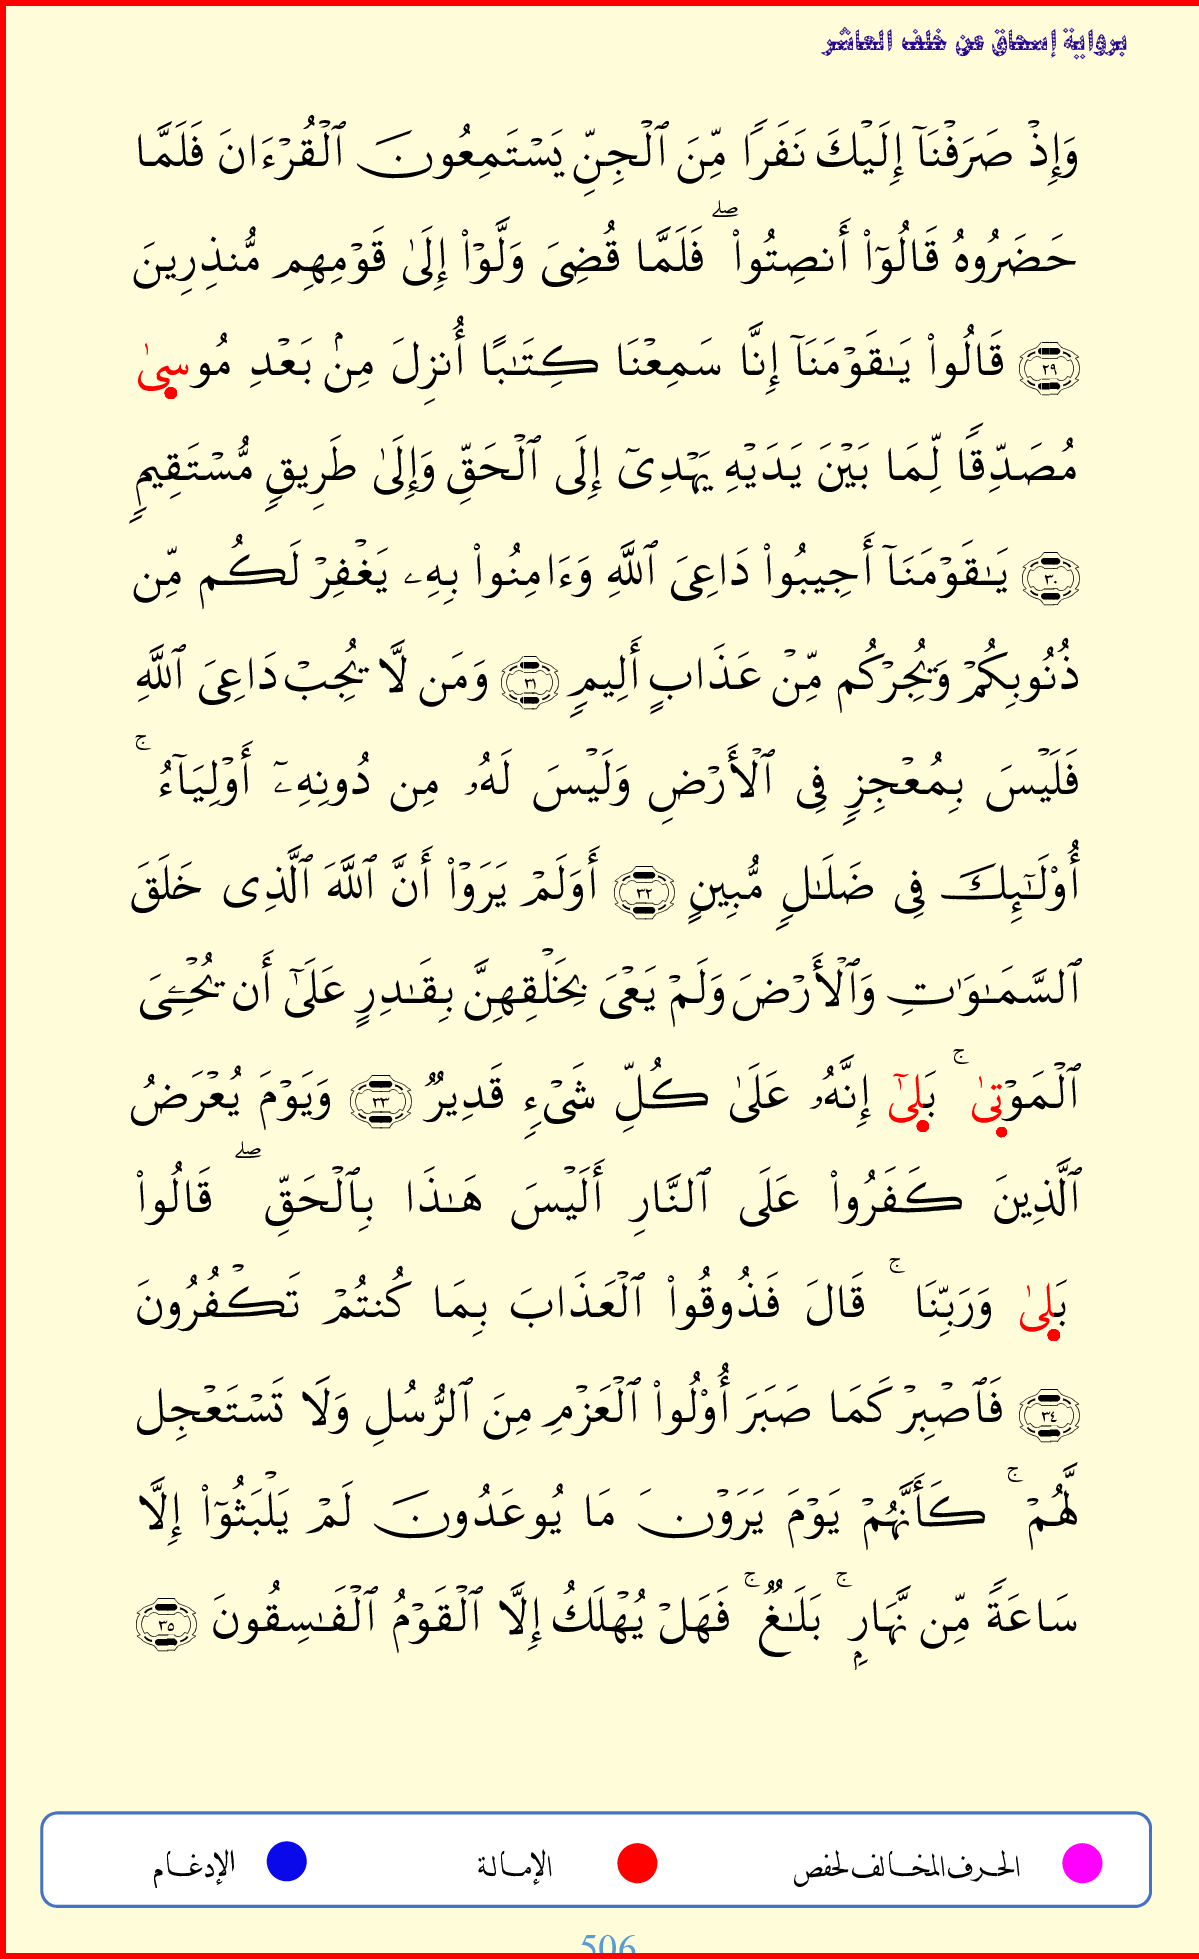 برواية إسحاق عن خلف العاشر
وَإِذْ صَرَفْنَآ إِلَيْكَ نَفَرًا مِّنَ ٱلْجِنِّ يَسْتَمِعُونَ ٱلْقُرْءَانَ فَلَمَّا
حَضَرُوهُ قَالُوٓا۟ أَنصِتُوا۟ ۖ فَلَمَّا قُضِىَ وَلَّوْا۟ إِلَىٰ قَوْمِهِم مُّنذِرِينَ
٢٩ قَالُوا۟ يَـٰقَوْمَنَآ إِنَّا سَمِعْنَا كِتَـٰبًا أُنزِلَ مِنۢ بَعْدِ مُوسىٰ
مُصَدِّقًا لِّمَا بَيْنَ يَدَيْهِ يَهْدِىٓ إِلَى ٱلْحَقِّ وَإِلَىٰ طَرِيقٍ مُّسْتَقِيمٍ
٣٠ يَـٰقَوْمَنَآ أَجِيبُوا۟ دَاعِىَ ٱللَّهِ وَءَامِنُوا۟ بِهِۦ يَغْفِرْ لَكُم مِّن
ذُنُوبِكُمْ وَيُجِرْكُم مِّنْ عَذَابٍ أَلِيمٍ ٣١ وَمَن لَّا يُجِبْ دَاعِىَ ٱللَّهِ
فَلَيْسَ بِمُعْجِزٍ فِى ٱلْأَرْضِ وَلَيْسَ لَهُۥ مِن دُونِهِۦٓ أَوْلِيَآءُ ۚ
أُو۟لَـٰٓئِكَ فِى ضَلَـٰلٍ مُّبِينٍ ٣٢ أَوَلَمْ يَرَوْا۟ أَنَّ ٱللَّهَ ٱلَّذِى خَلَقَ
ٱلسَّمَـٰوَٰتِ وَٱلْأَرْضَ وَلَمْ يَعْىَ بِخَلْقِهِنَّ بِقَـٰدِرٍ عَلَىٰٓ أَن يُحْـِۧىَ
ٱلْمَوْتىٰ ۚ بَلىٰٓ إِنَّهُۥ عَلَىٰ كُلِّ شَىْءٍ قَدِيرٌ ٣٣ وَيَوْمَ يُعْرَضُ
ٱلَّذِينَ كَفَرُوا۟ عَلَى ٱلنَّارِ أَلَيْسَ هَـٰذَا بِٱلْحَقِّ ۖ قَالُوا۟
بَلىٰ وَرَبِّنَا ۚ قَالَ فَذُوقُوا۟ ٱلْعَذَابَ بِمَا كُنتُمْ تَكْفُرُونَ
٣٤ فَٱصْبِرْ كَمَا صَبَرَ أُو۟لُوا۟ ٱلْعَزْمِ مِنَ ٱلرُّسُلِ وَلَا تَسْتَعْجِل
لَّهُمْ ۚ كَأَنَّهُمْ يَوْمَ يَرَوْنَ مَا يُوعَدُونَ لَمْ يَلْبَثُوٓا۟ إِلَّا
سَاعَةً مِّن نَّهَارٍۭ ۚ بَلَـٰغٌ ۚ فَهَلْ يُهْلَكُ إِلَّا ٱلْقَوْمُ ٱلْفَـٰسِقُونَ ٣٥
الحرف المخالف لحفص الإمالة الإدغام
506